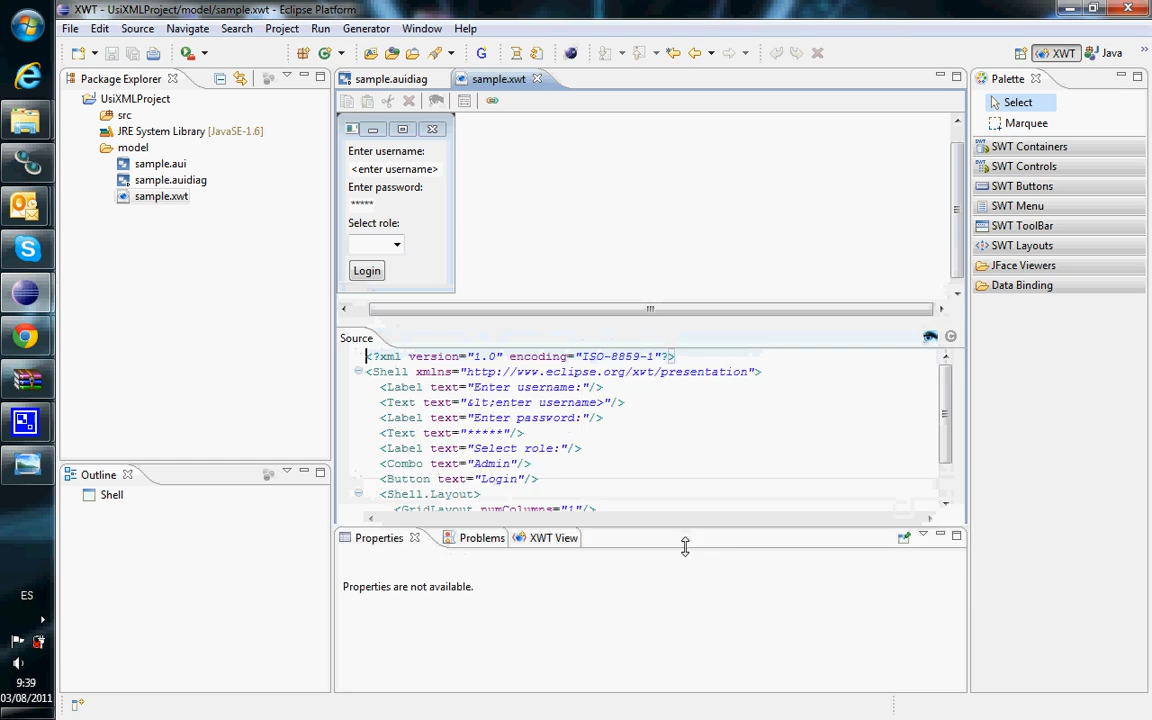 XWT - UsiXMLProject/model/sample.xwt - Eclipse Platform
File Edit Source Navigate Search Project Run Generator Window Help
XWT Java
Package Explorer
UsiXMLProject
src
JRE System Library [JavaSE-1.6]
model
sample.aui
sample.auidiag
sample.xwt
Outline
Shell
sample.auidiag sample.xwt
Enter username:
<enter username>
Enter password:
*****
Select role:
Login
Source
<?xml version="1.0" encoding="ISO-8859-1"?>
<Shell xmlns="http://www.eclipse.org/xwt/presentation">
<Label text="Enter username:"/>
<Text text="&lt;enter username>"/>
<Label text="Enter password:"/>
<Text text="*****"/>
<Label text="Select role:"/>
<Combo text="Admin"/>
<Button text="Login"/>
<Shell.Layout>
<GridLayout numColumns="1"/>
Properties Problems XWT View
Properties are not available.
Palette
Select
Marquee
SWT Containers
SWT Controls
SWT Buttons
SWT Menu
SWT ToolBar
SWT Layouts
JFace Viewers
Data Binding
ES
9:39
03/08/2011